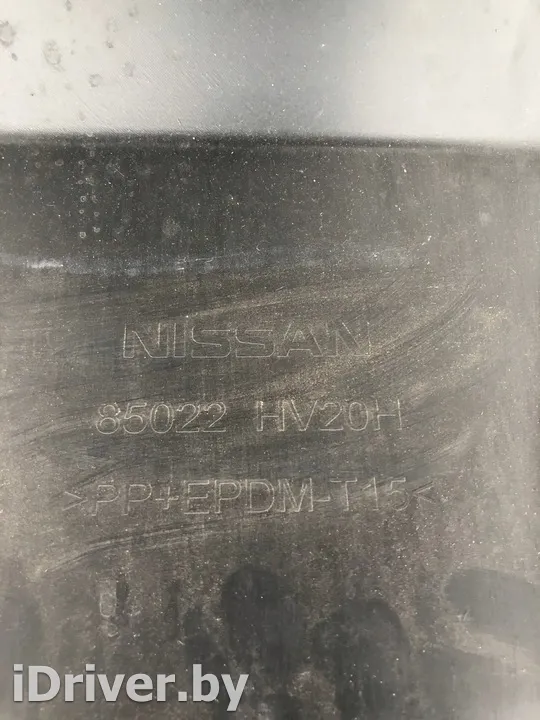 NISSAN
85022 HV20H
>PP+EPDM-T15<
iDriver.by